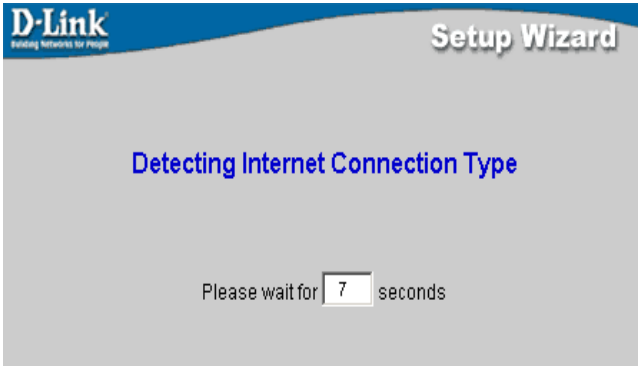 D-Link
Building Networks for People
Setup Wizard
Detecting Internet Connection Type
Please wait for 7 seconds